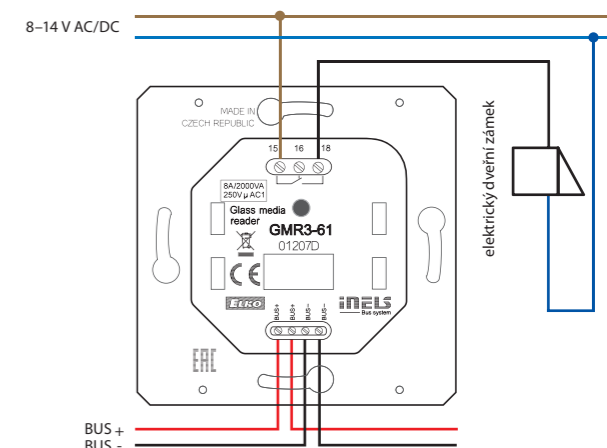 8–14 V AC/DC
MADE IN
CZECH REPUBLIC
15 16 18
8A/2000VA
250V µ AC1
Glass media
reader
GMR3-61
01207D
CE
ELKO
iNELS
Bus system
BUS+
BUS+
BUS–
BUS–
EAC
elektrický dveřní zámek
BUS +
BUS -